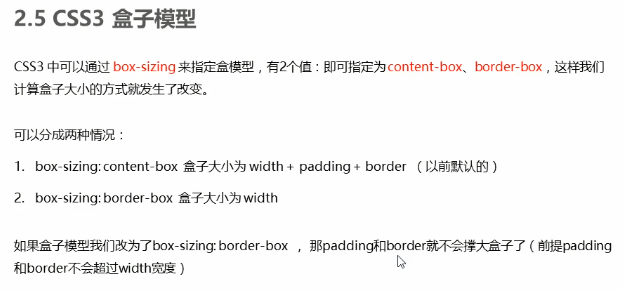 2.5 CSS3 盒子模型
CSS3 中可以通过 box-sizing 来指定盒模型，有2个值：即可指定为 content-box、border-box，这样我们
计算盒子大小的方式就发生了改变。
可以分成两种情况：
1. box-sizing: content-box 盒子大小为 width + padding + border （以前默认的）
2. box-sizing: border-box 盒子大小为 width
如果盒子模型我们改为了box-sizing: border-box ， 那padding和border就不会撑大盒子了（前提padding
和border不会超过width宽度）